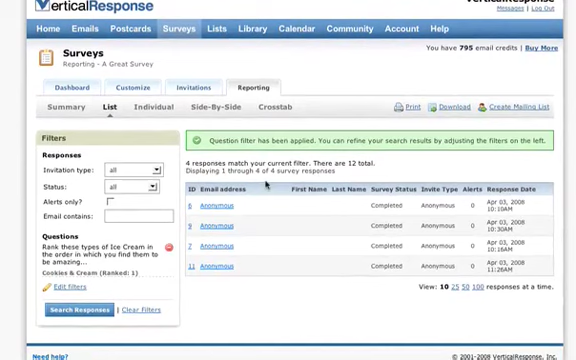 VerticalResponse
VerticalResponse
Messages | Log Out
Home Emails Postcards Surveys Lists Library Calendar Community Account Help
Surveys
Reporting - A Great Survey
You have 795 email credits | Buy More
Dashboard Customize Invitations Reporting
Summary List Individual Side-By-Side Crosstab
Print Download Create Mailing List
Filters
Responses
Invitation type: all
Status: all
Alerts only?
Email contains:
Questions
Rank these types of Ice Cream in
the order in which you find them
to be amazing...
Cookies & Cream (Ranked: 1)
Edit filters
Search Responses Clear Filters
Question filter has been applied. You can refine your search results by adjusting the filters on the left.
4 responses match your current filter. There are 12 total.
Displaying 1 through 4 of 4 survey responses
ID Email address First Name Last Name Survey Status Invite Type Alerts Response Date
6 Anonymous Completed Anonymous 0 Apr 03, 2008
10:10AM
9 Anonymous Completed Anonymous 0 Apr 03, 2008
10:30AM
7 Anonymous Completed Anonymous 0 Apr 03, 2008
10:16AM
11 Anonymous Completed Anonymous 0 Apr 03, 2008
11:26AM
View: 10 25 50 100 responses at a time.
Need help?
© 2001-2008 VerticalResponse, Inc.